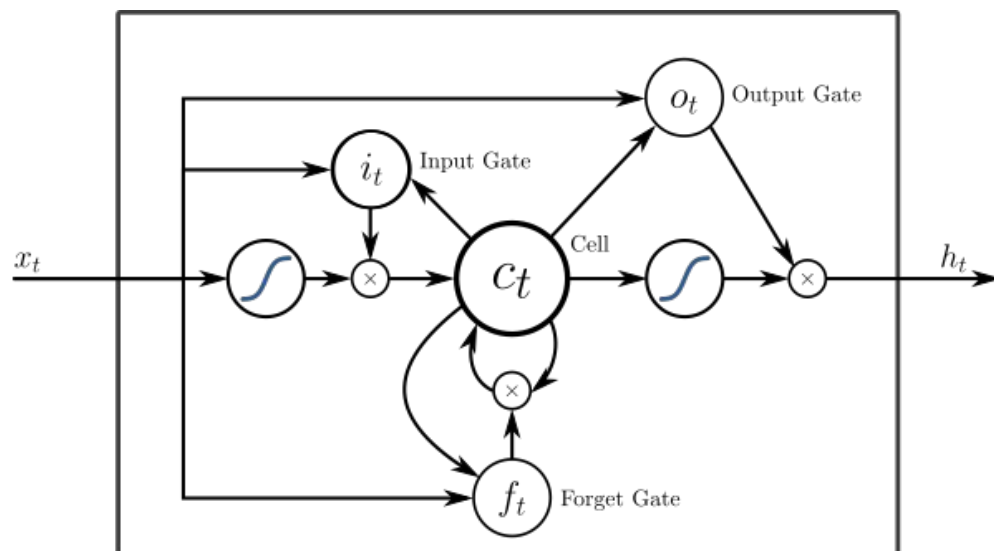 o_t Output Gate
i_t Input Gate
x_t
Cell
h_t
×
c_t
×
×
f_t Forget Gate